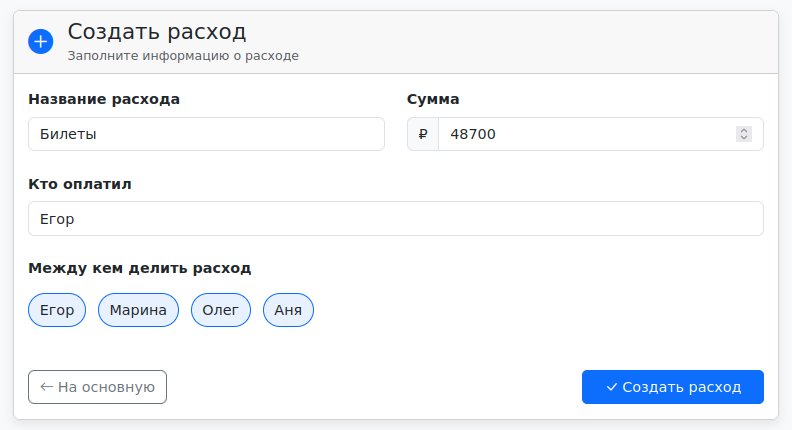 Создать расход
Заполните информацию о расходе
Название расхода
Сумма
Билеты
₽ 48700
Кто оплатил
Егор
Между кем делить расход
Егор Марина Олег Аня
← На основную
✓ Создать расход